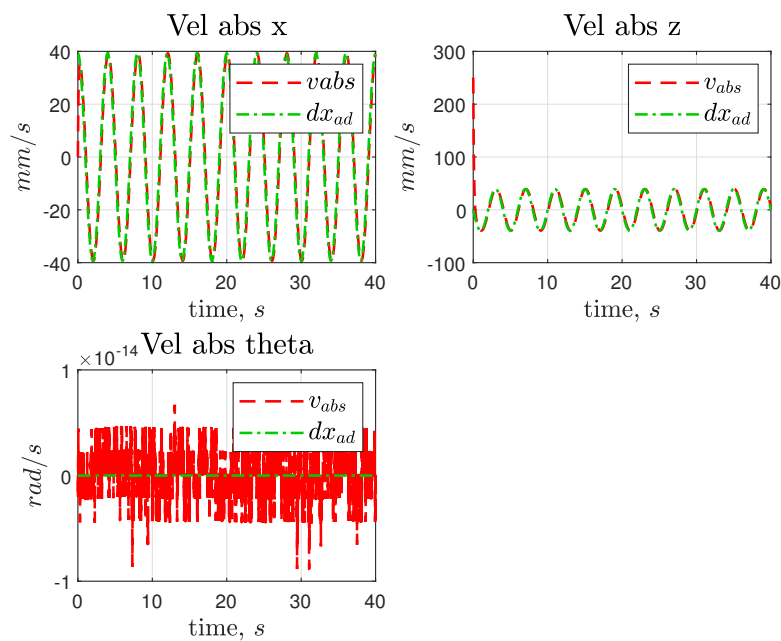 Vel abs x
40
20
0
-20
-40
mm/s
vabs
dx_ad
0 10 20 30 40
time, s
Vel abs z
300
200
100
0
-100
mm/s
v_abs
dx_ad
0 10 20 30 40
time, s
×10^-14
Vel abs theta
1
0
-1
rad/s
v_abs
dx_ad
0 10 20 30 40
time, s